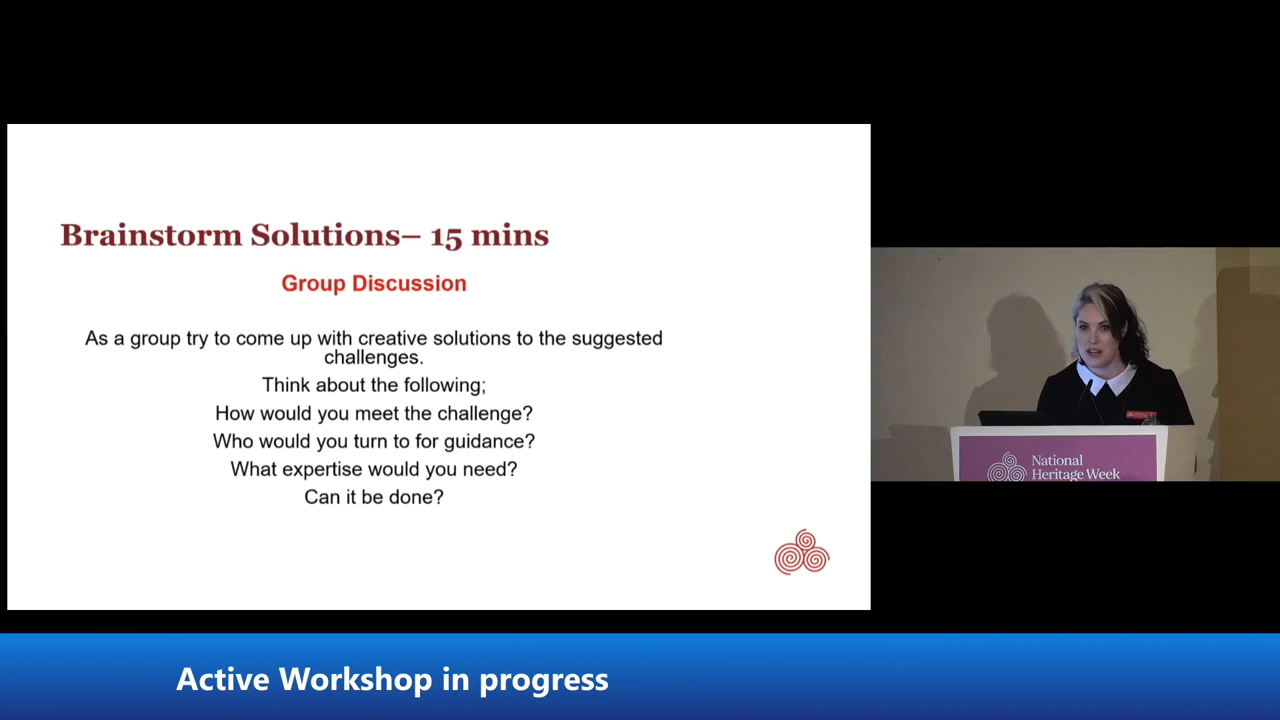 Brainstorm Solutions– 15 mins
Group Discussion
As a group try to come up with creative solutions to the suggested
challenges.
Think about the following;
How would you meet the challenge?
Who would you turn to for guidance?
What expertise would you need?
Can it be done?
National
Heritage Week
Active Workshop in progress